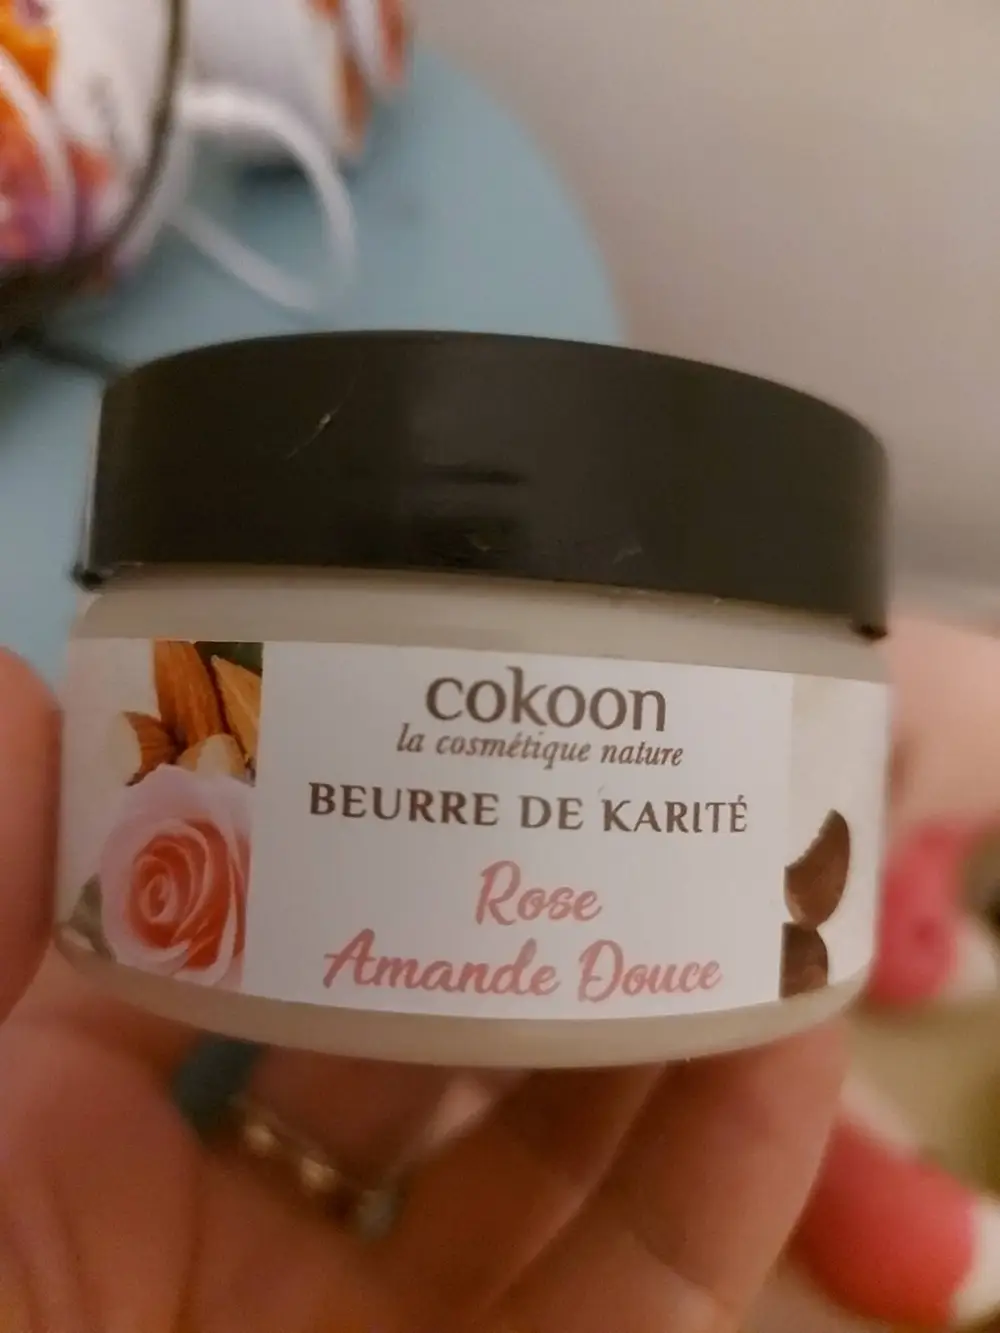 cokoon
la cosmétique nature
BEURRE DE KARITÉ
Rose
Amande Douce